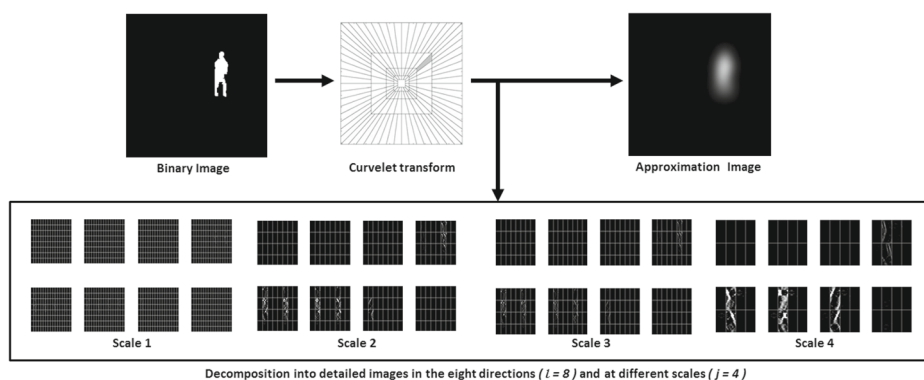 Binary Image
Curvelet transform
Approximation Image
Scale 1
Scale 2
Scale 3
Scale 4
Decomposition into detailed images in the eight directions ( l = 8 ) and at different scales ( j = 4 )